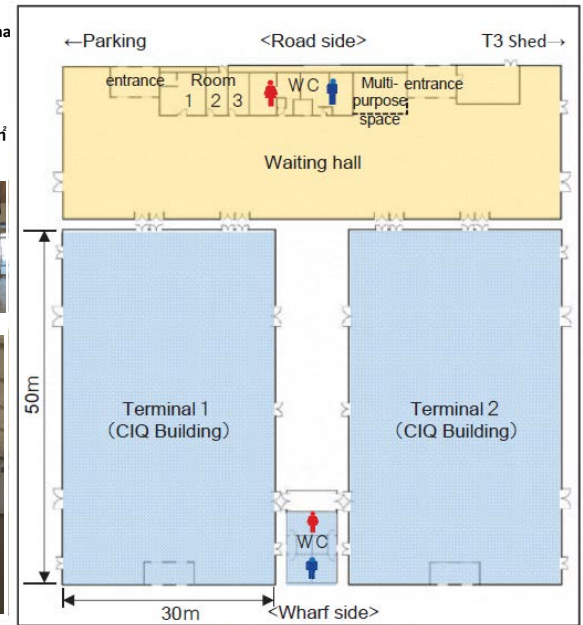 ←Parking <Road side> T3 Shed→
entrance Room WC Multi-purpose space entrance
1 2 3
Waiting hall
50m
Terminal 1
(CIQ Building)
Terminal 2
(CIQ Building)
WC
30m
<Wharf side>